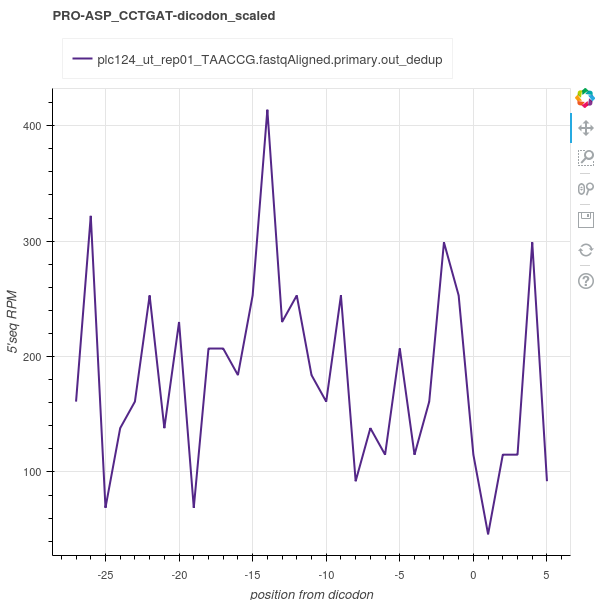 PRO-ASP_CCTGAT-dicodon_scaled
plc124_ut_rep01_TAACCG.fastqAligned.primary.out_dedup
400
300
200
100
5'seq RPM
-25
-20
-15
-10
-5
0
5
position from dicodon